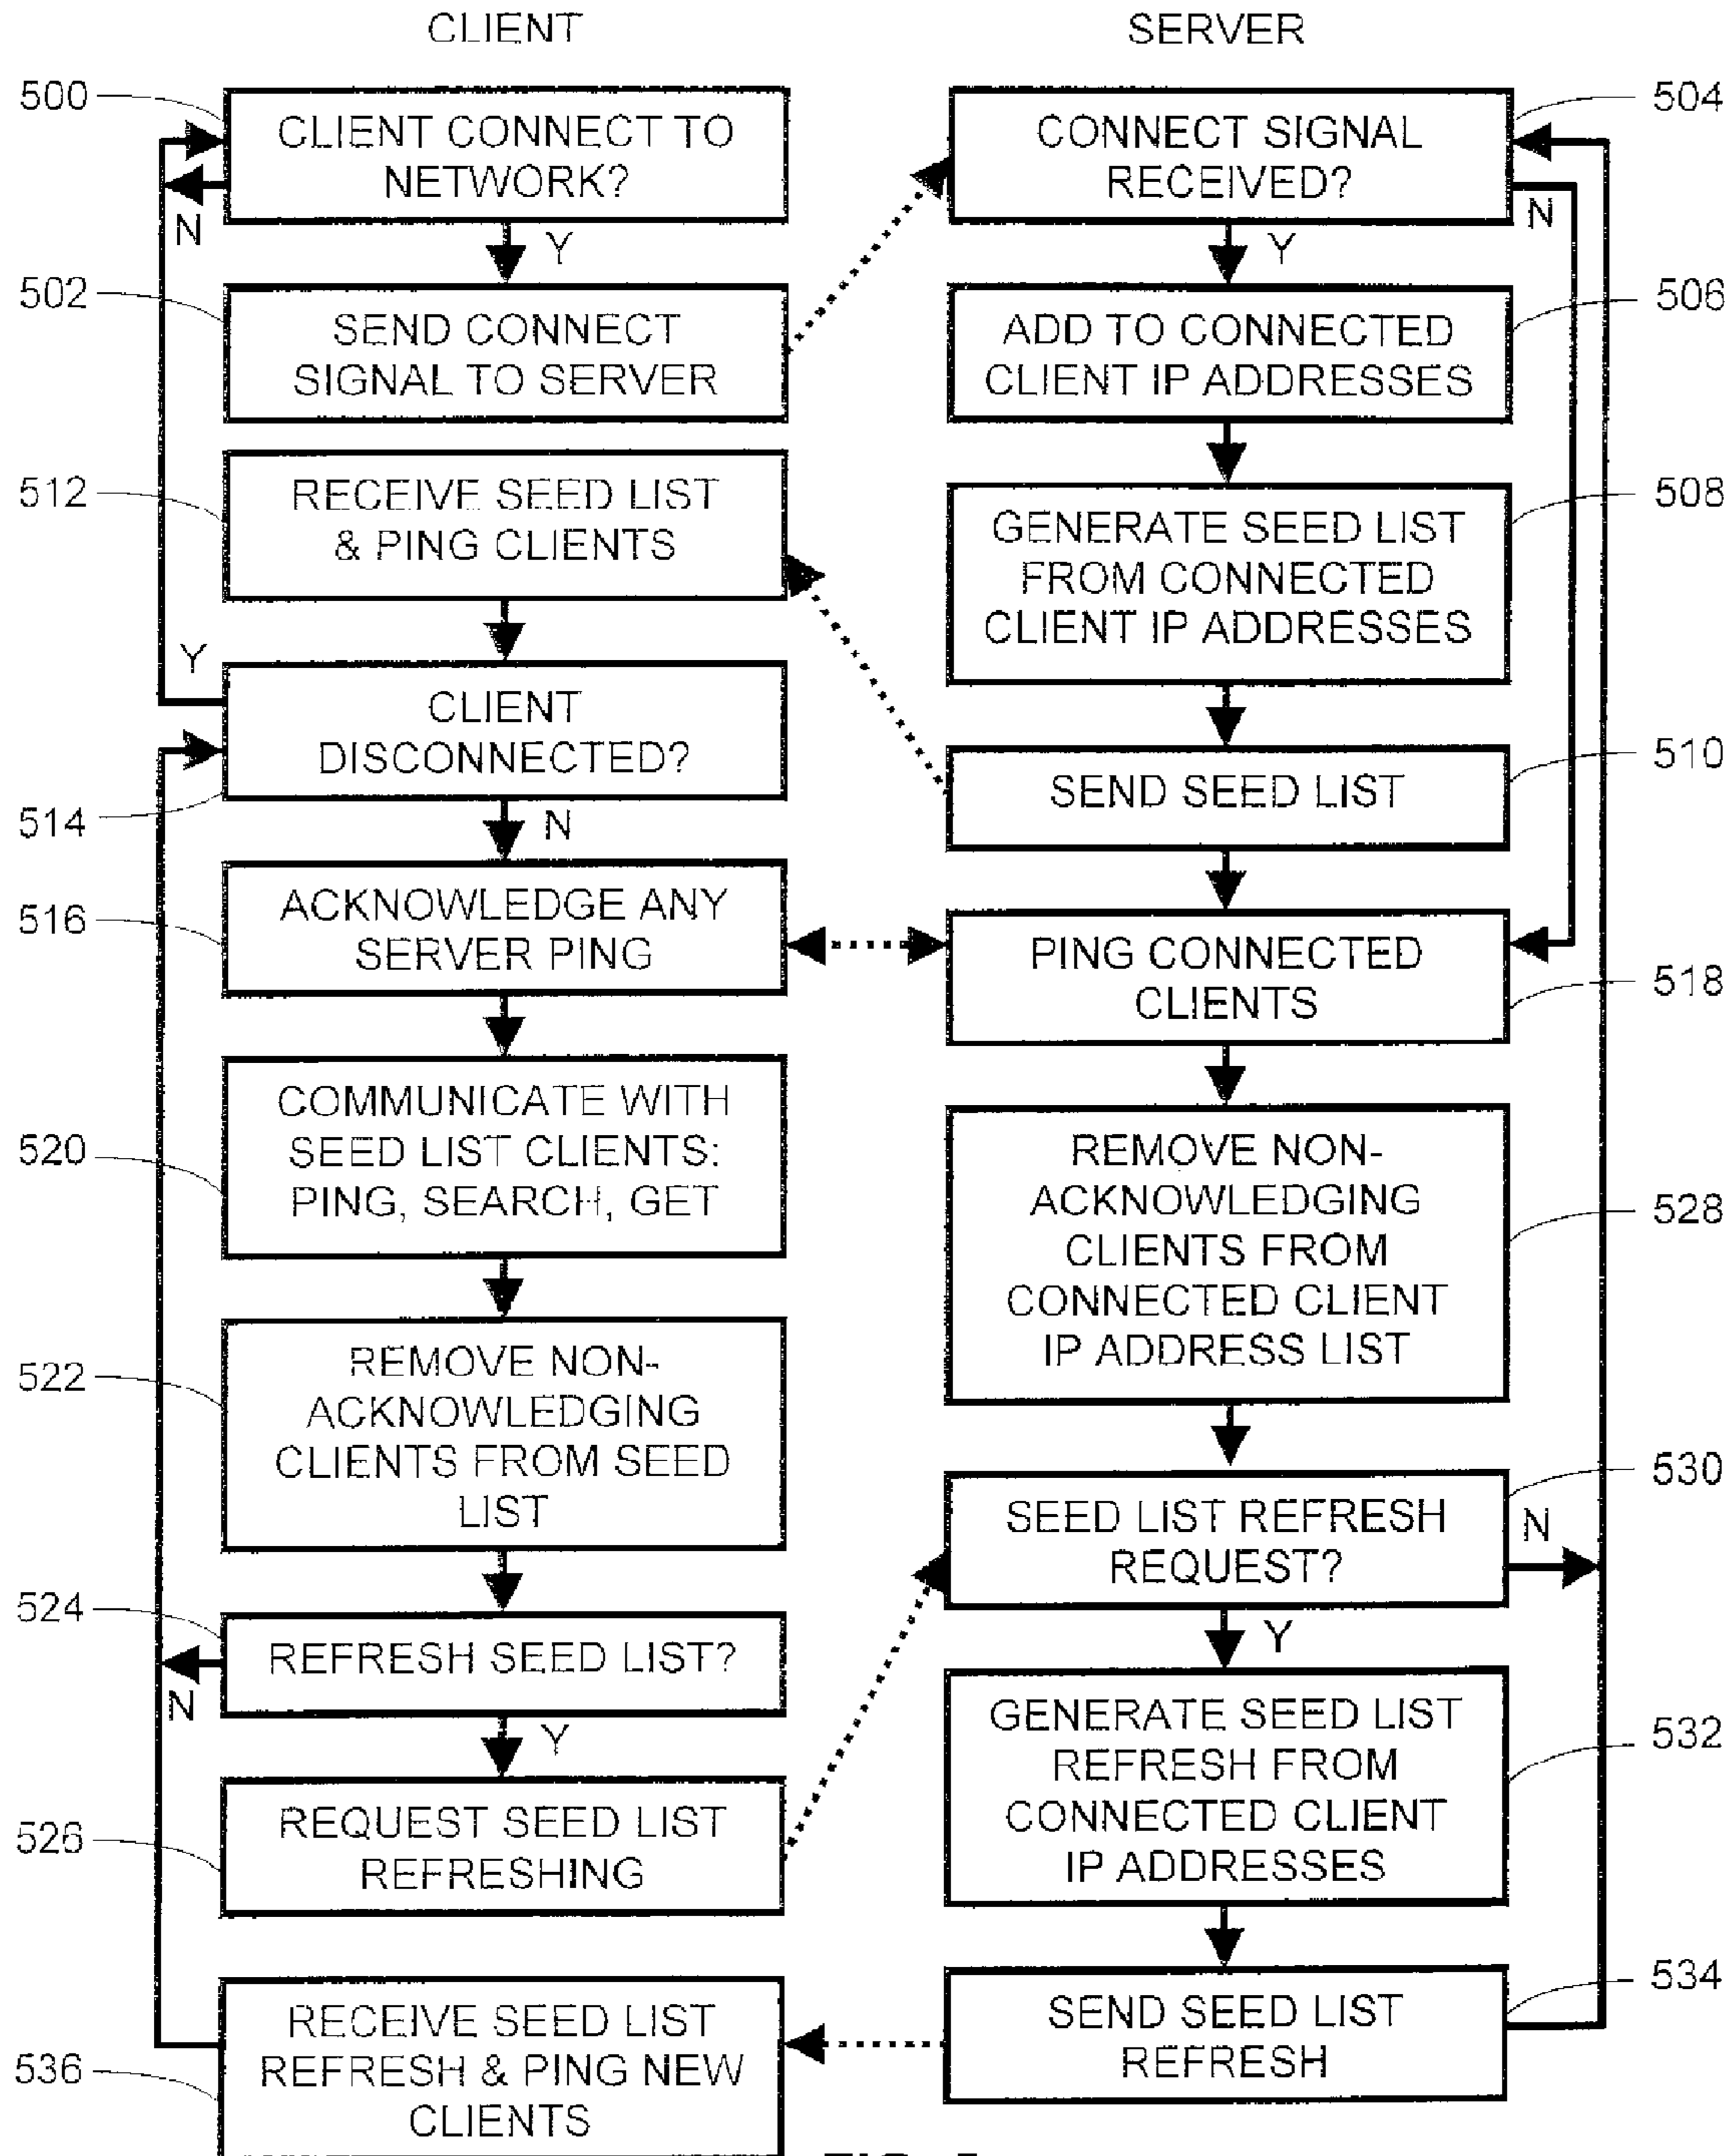 CLIENT
SERVER
500
CLIENT CONNECT TO
NETWORK?
N
Y
502
SEND CONNECT
SIGNAL TO SERVER
512
RECEIVE SEED LIST
& PING CLIENTS
Y
CLIENT
DISCONNECTED?
514
N
516
ACKNOWLEDGE ANY
SERVER PING
520
COMMUNICATE WITH
SEED LIST CLIENTS:
PING, SEARCH, GET
522
REMOVE NON-
ACKNOWLEDGING
CLIENTS FROM SEED
LIST
524
REFRESH SEED LIST?
N
Y
526
REQUEST SEED LIST
REFRESHING
536
RECEIVE SEED LIST
REFRESH & PING NEW
CLIENTS
504
CONNECT SIGNAL
RECEIVED?
N
Y
506
ADD TO CONNECTED
CLIENT IP ADDRESSES
508
GENERATE SEED LIST
FROM CONNECTED
CLIENT IP ADDRESSES
510
SEND SEED LIST
PING CONNECTED
CLIENTS
518
REMOVE NON-
ACKNOWLEDGING
CLIENTS FROM
CONNECTED CLIENT
IP ADDRESS LIST
528
530
SEED LIST REFRESH
REQUEST?
N
Y
GENERATE SEED LIST
REFRESH FROM
CONNECTED CLIENT
IP ADDRESSES
532
534
SEND SEED LIST
REFRESH